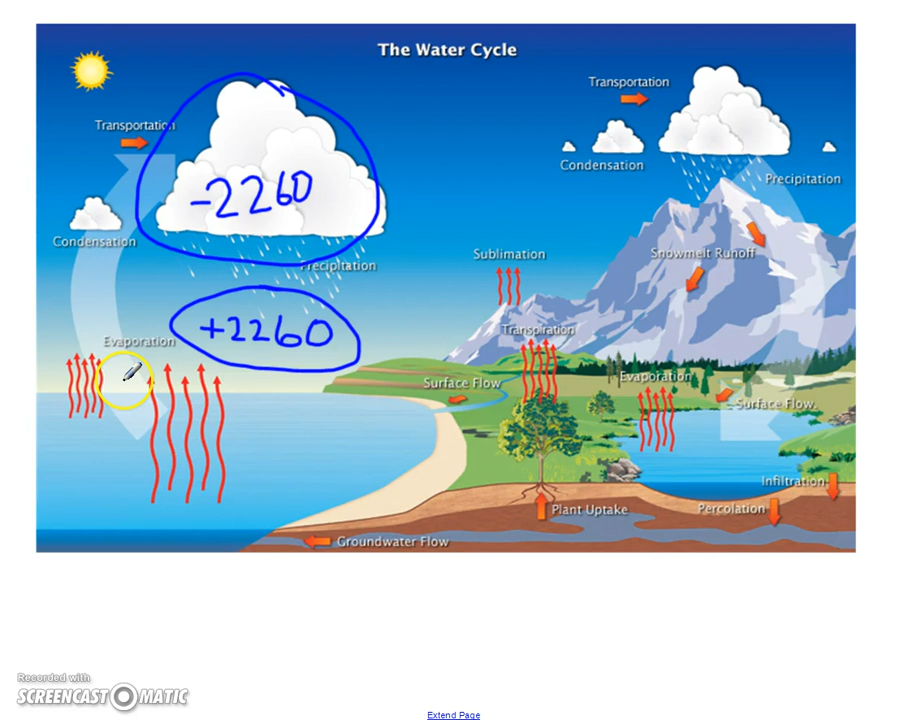 The Water Cycle
Transportation
Transportation
Condensation
Precipitation
-2260
Condensation
Precipitation
Snowmelt Runoff
Sublimation
+2260
Transpiration
Evaporation
Evaporation
Surface Flow
Surface Flow
Infiltration
Plant Uptake
Percolation
Groundwater Flow
Recorded with
SCREENCAST-O-MATIC
Extend Page